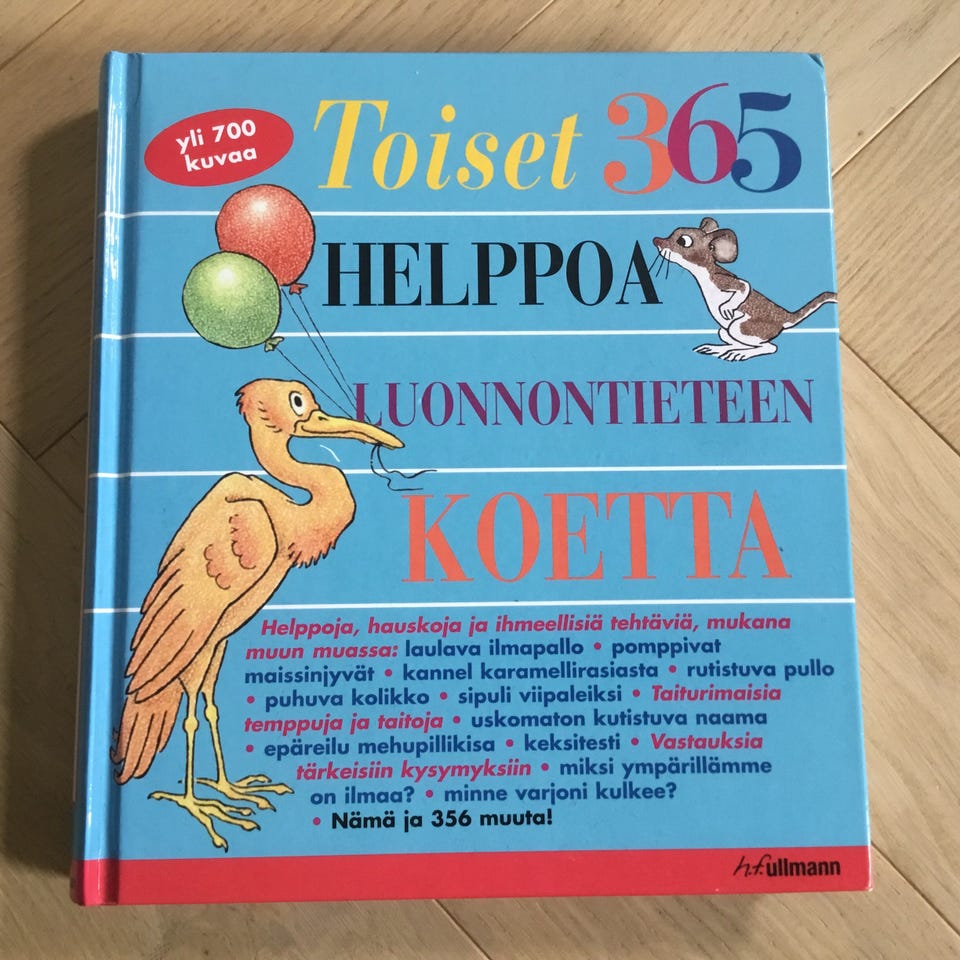 yli 700
kuvaa
Toiset 365
HELPPOA
LUONNONTIETEEN
KOETTA
Helppoja, hauskoja ja ihmeellisiä tehtäviä, mukana
muun muassa: laulava ilmapallo • pomppivat
maissinjyvät • kannel karamellirasiasta • rutistuva pullo
• puhuva kolikko • sipuli viipaleiksi • Taiturimaisia
temppuja ja taitoja • uskomaton kutistuva naama
• epäreilu mehupillikisa • keksitesti • Vastauksia
tärkeisiin kysymyksiin • miksi ympärillämme
on ilmaa? • minne varjoni kulkee?
• Nämä ja 356 muuta!
h.f.ullmann